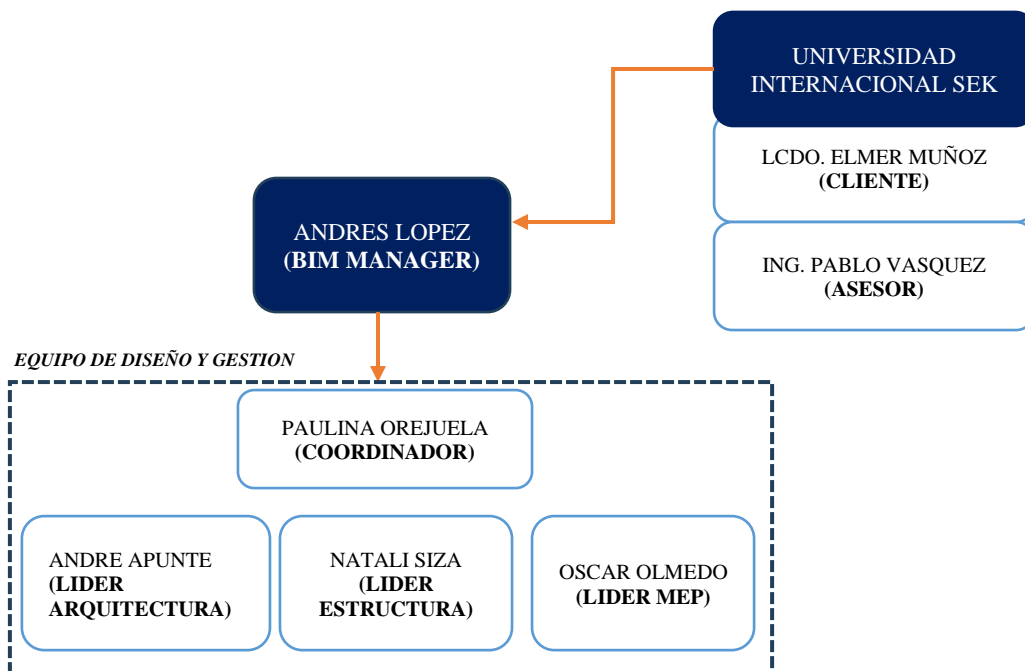 UNIVERSIDAD
INTERNACIONAL SEK
LCDO. ELMER MUÑOZ
(CLIENTE)
ING. PABLO VASQUEZ
(ASESOR)
ANDRES LOPEZ
(BIM MANAGER)
EQUIPO DE DISEÑO Y GESTION
PAULINA OREJUELA
(COORDINADOR)
ANDRE APUNTE
(LIDER
ARQUITECTURA)
NATALI SIZA
(LIDER
ESTRUCTURA)
OSCAR OLMEDO
(LIDER MEP)